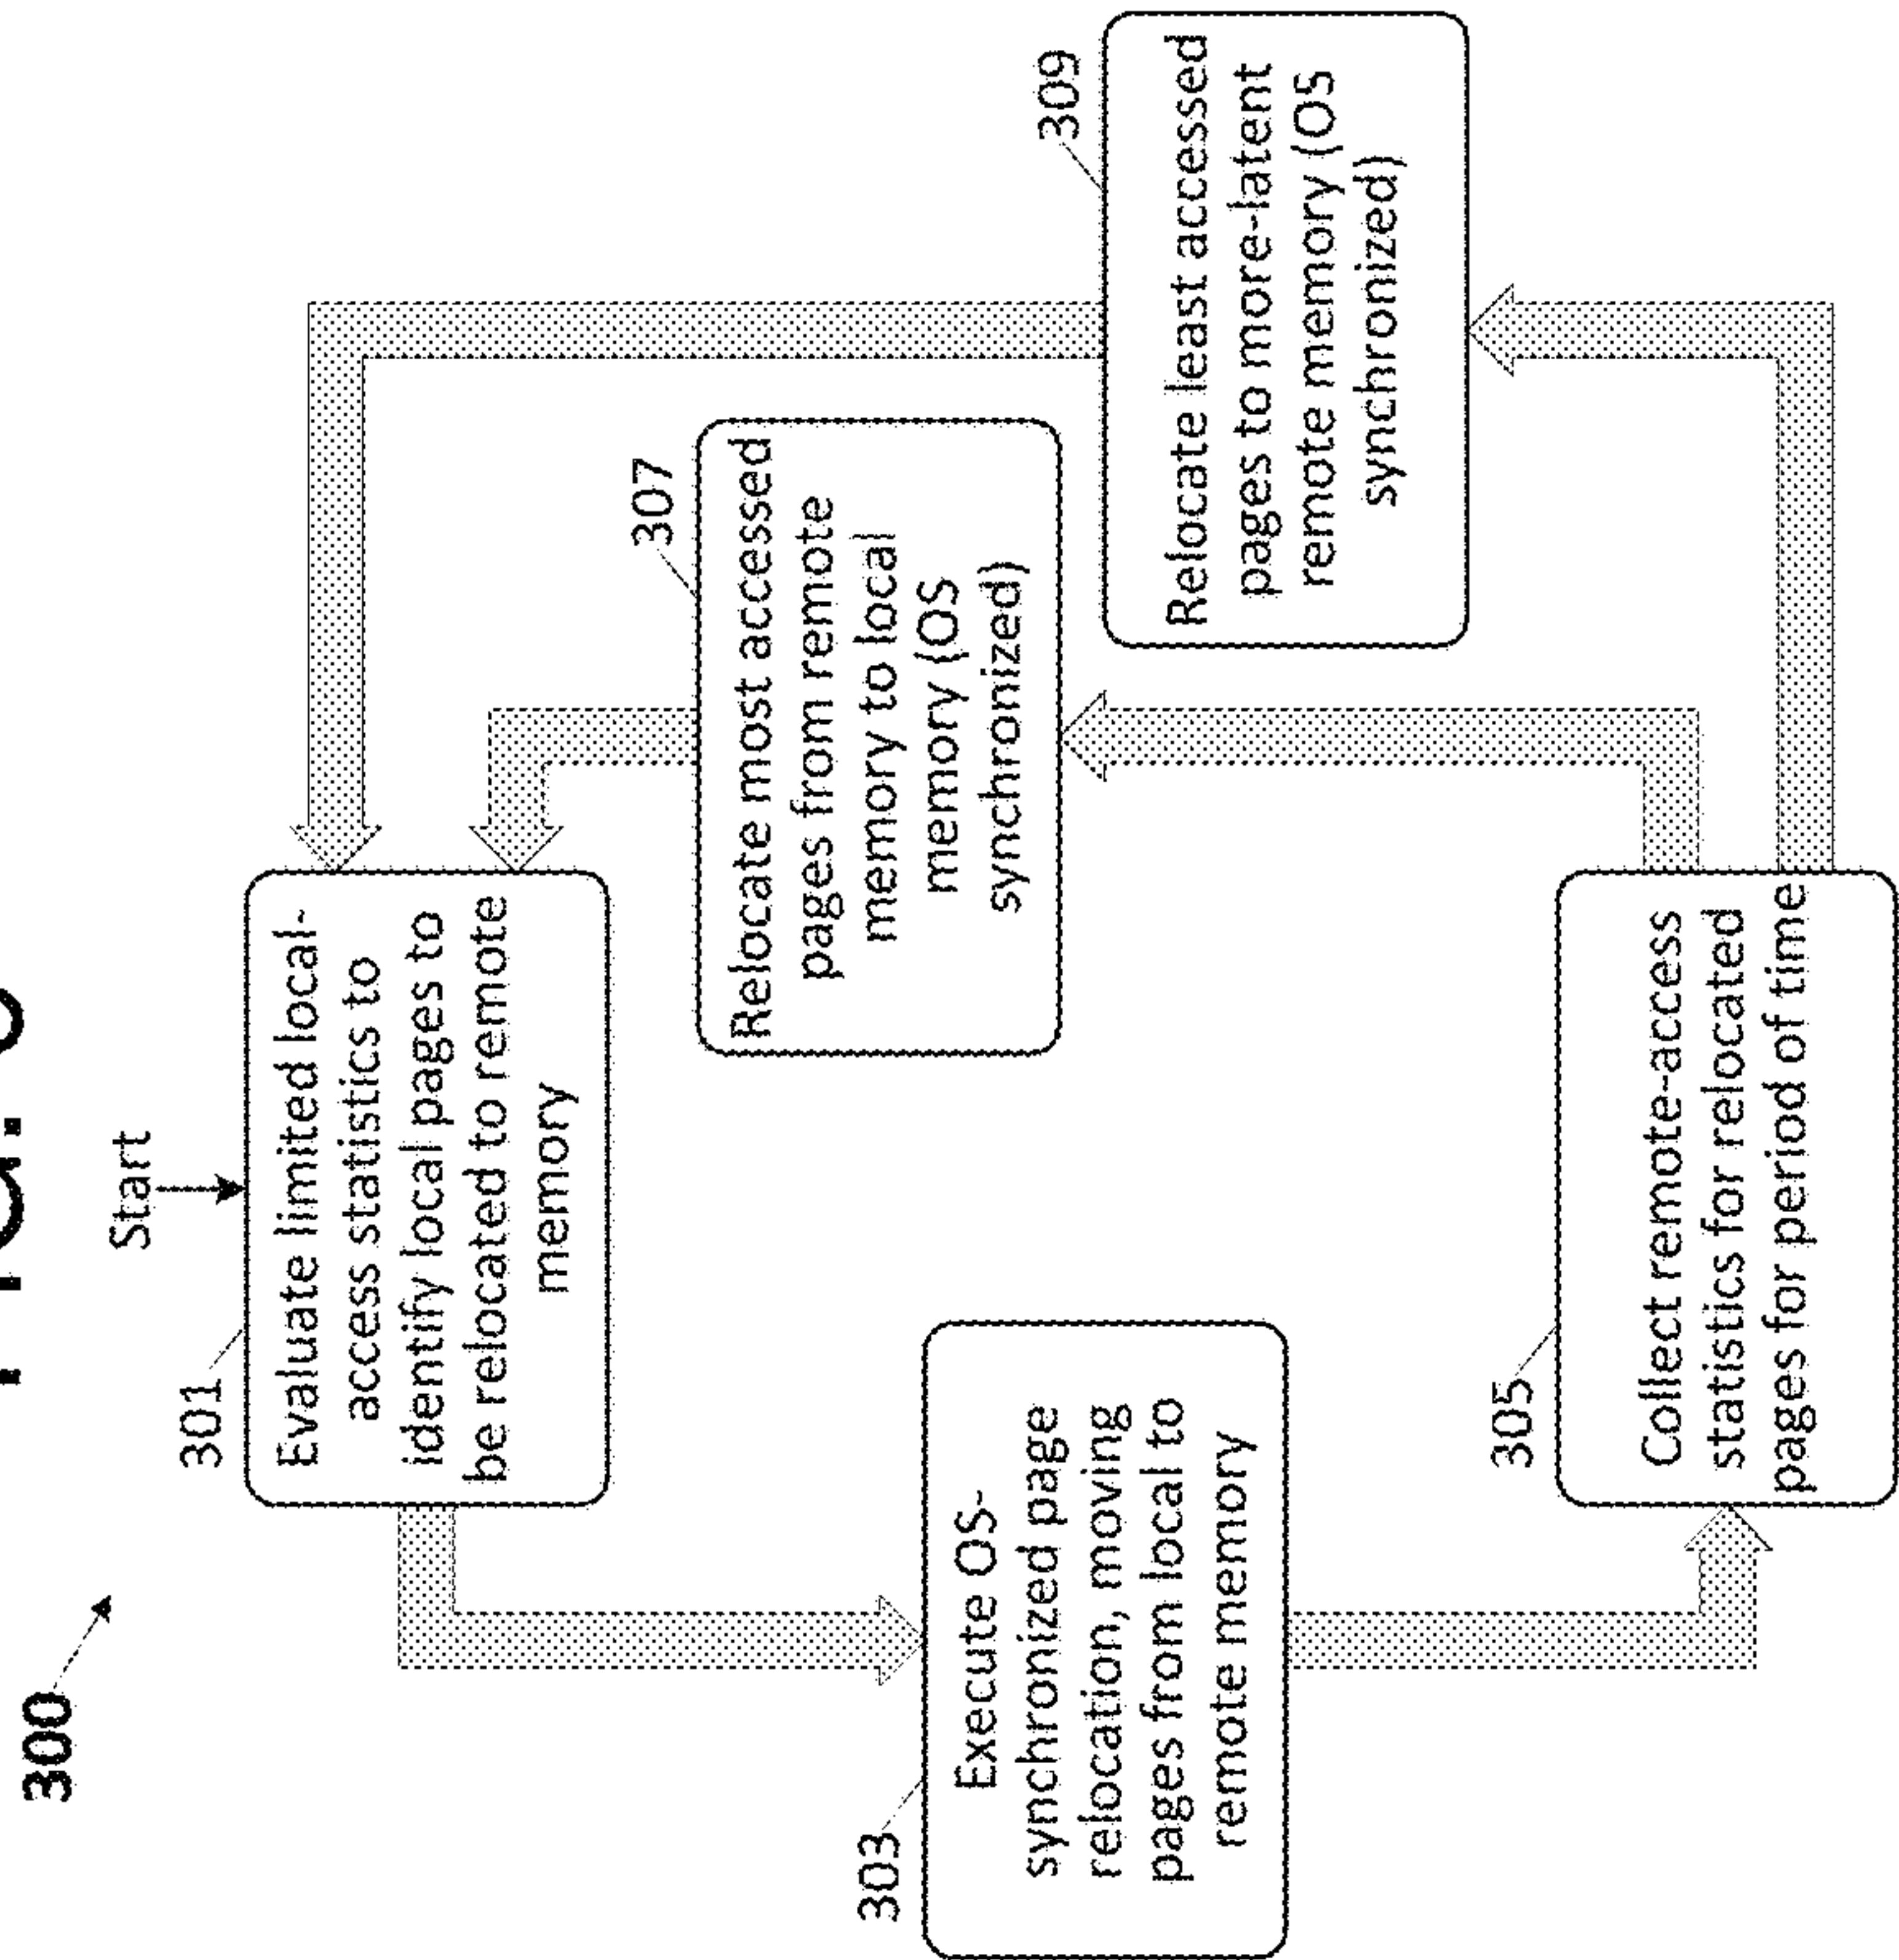 300
Start
301
Evaluate limited local-
access statistics to
identify local pages to
be relocated to remote
memory
303
Execute OS-
synchronized page
relocation, moving
pages from local to
remote memory
305
Collect remote-access
statistics for relocated
pages for period of time
307
Relocate most accessed
pages from remote
memory to local
memory (OS
synchronized)
309
Relocate least accessed
pages to more-latent
remote memory (OS
synchronized)